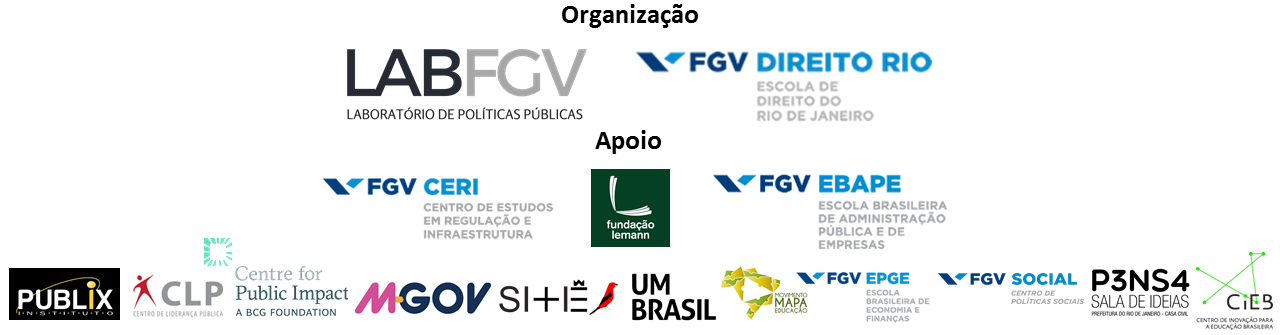 Organização
LABFGV
LABORATÓRIO DE POLÍTICAS PÚBLICAS
FGV DIREITO RIO
ESCOLA DE
DIREITO DO
RIO DE JANEIRO
Apoio
FGV CERI
CENTRO DE ESTUDOS
EM REGULAÇÃO E
INFRAESTRUTURA
fundação
lemann
FGV EBAPE
ESCOLA BRASILEIRA
DE ADMINISTRAÇÃO
PÚBLICA E DE
EMPRESAS
PUBLIX
INSTITUTO
CLP
CENTRO DE LIDERANÇA PÚBLICA
Centre for
Public Impact
A BCG FOUNDATION
MGOV
UM
BRASIL
MOVIMENTO
MAPA
EDUCAÇÃO
FGV EPGE
ESCOLA
BRASILEIRA DE
ECONOMIA E
FINANÇAS
FGV SOCIAL
CENTRO DE
POLÍTICAS SOCIAIS
P3NS4
SALA DE IDEIAS
PREFEITURA DO RIO DE JANEIRO - CASA CIVIL
CIEB
CENTRO DE INOVAÇÃO PARA
A EDUCAÇÃO BRASILEIRA